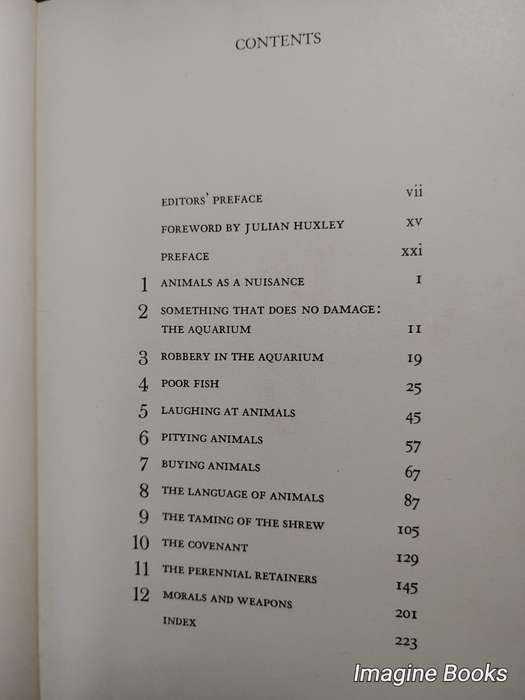 CONTENTS
EDITORS' PREFACE vii
FOREWORD BY JULIAN HUXLEY xv
PREFACE xxi
1 ANIMALS AS A NUISANCE 1
2 SOMETHING THAT DOES NO DAMAGE:
THE AQUARIUM 11
3 ROBBERY IN THE AQUARIUM 19
4 POOR FISH 25
5 LAUGHING AT ANIMALS 45
6 PITYING ANIMALS 57
7 BUYING ANIMALS 67
8 THE LANGUAGE OF ANIMALS 87
9 THE TAMING OF THE SHREW 105
10 THE COVENANT 129
11 THE PERENNIAL RETAINERS 145
12 MORALS AND WEAPONS 201
INDEX 223
Imagine Books